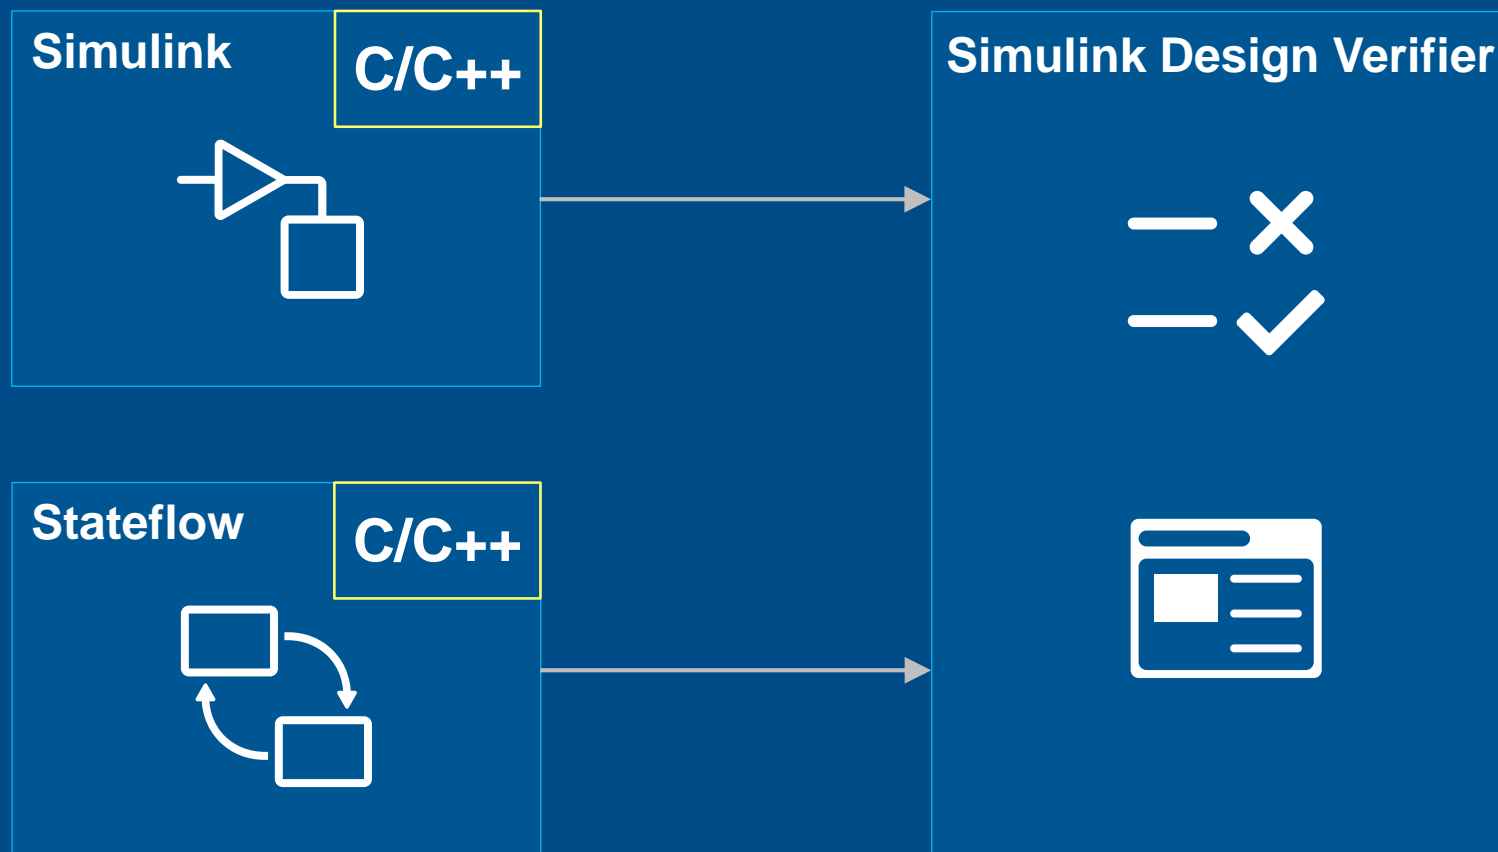 Simulink
C/C++
Simulink Design Verifier
Stateflow
C/C++